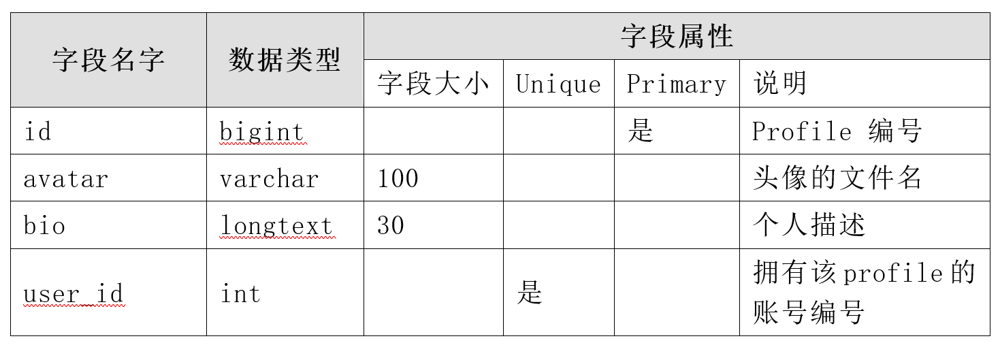 字段名字 数据类型 字段属性
字段大小 Unique Primary 说明
id bigint 是 Profile 编号
avatar varchar 100 头像的文件名
bio longtext 30 个人描述
user_id int 是 拥有该profile的
账号编号